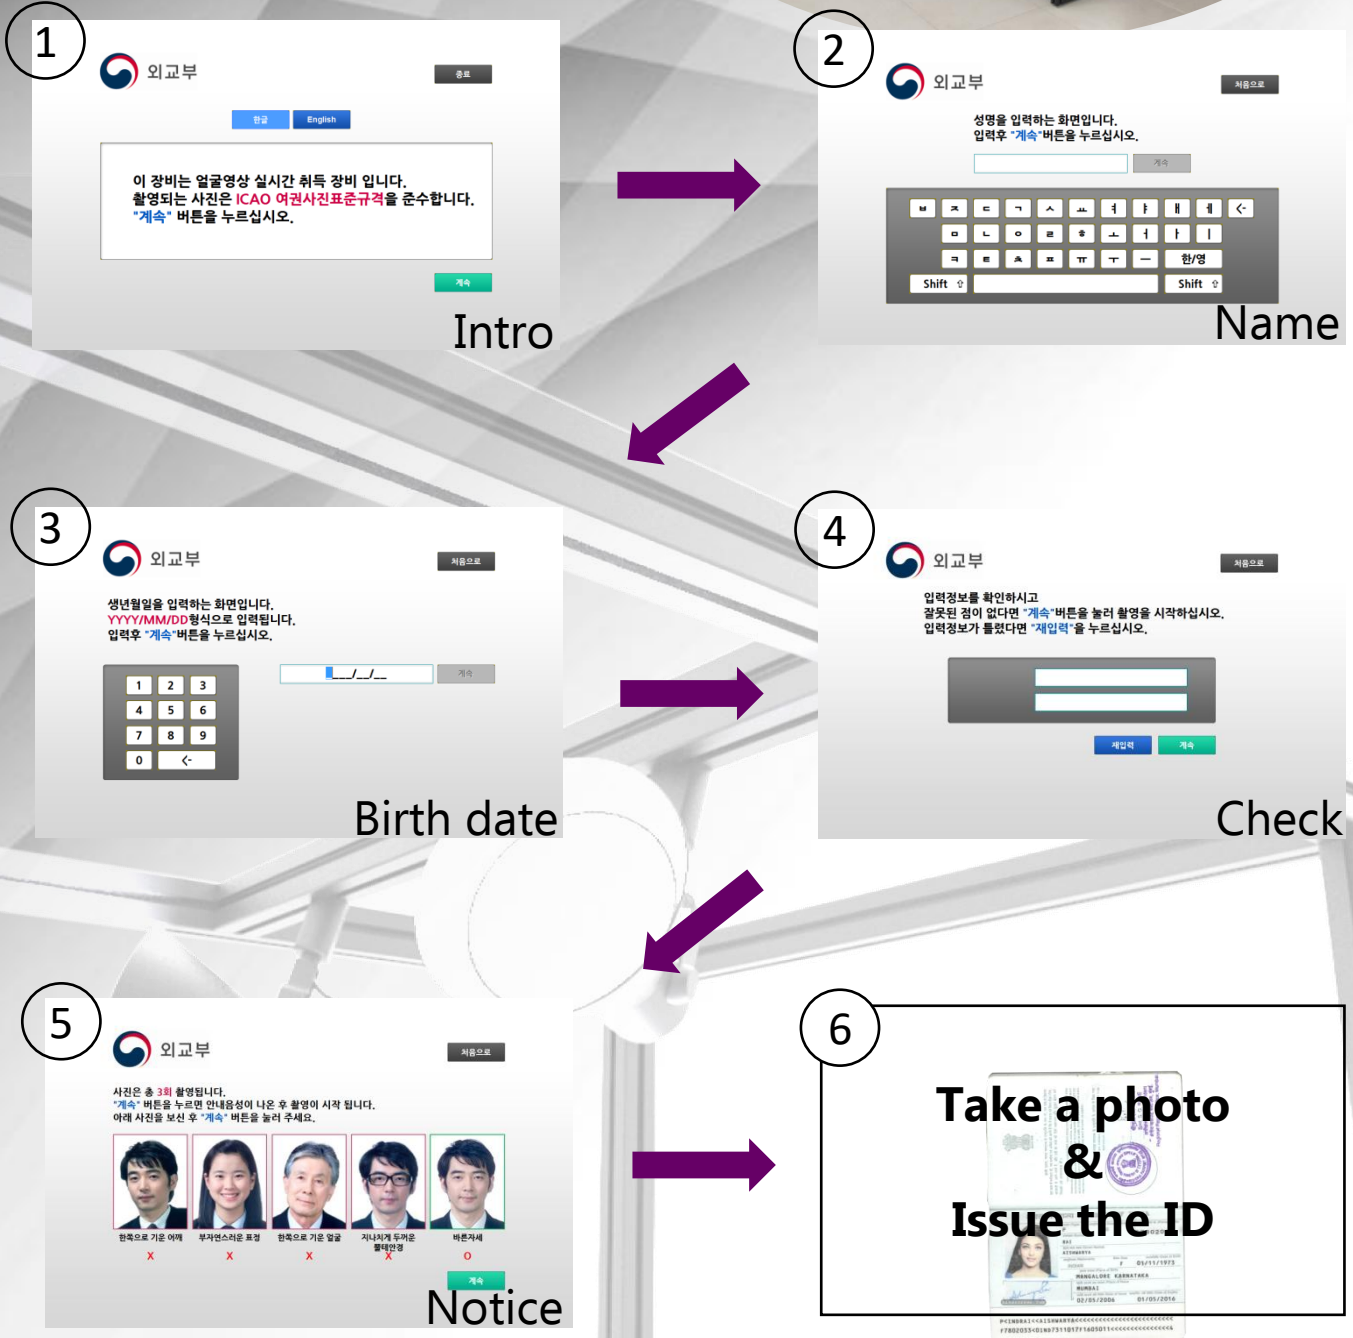 1
외교부
종료
한글
English
이 장비는 얼굴영상 실시간 취득 장비 입니다.
촬영되는 사진은 ICAO 여권사진표준규격을 준수합니다.
"계속" 버튼을 누르십시오.
계속
Intro
2
외교부
처음으로
성명을 입력하는 화면입니다.
입력후 "계속"버튼을 누르십시오.
계속
ㅂ ㅈ ㄷ ㄱ ㅅ ㅛ ㅕ ㅑ ㅐ ㅔ <-
ㅁ ㄴ ㅇ ㄹ ㅎ ㅗ ㅓ ㅏ ㅣ
ㅋ ㅌ ㅊ ㅍ ㅠ ㅜ ㅡ 한/영
Shift ⇧ Shift ⇧
Name
3
외교부
처음으로
생년월일을 입력하는 화면입니다.
YYYY/MM/DD형식으로 입력됩니다.
입력후 "계속"버튼을 누르십시오.
____/__/__
계속
1 2 3
4 5 6
7 8 9
0 <-
Birth date
4
외교부
처음으로
입력정보를 확인하시고
잘못된 점이 없다면 "계속"버튼을 눌러 촬영을 시작하십시오.
입력정보가 틀렸다면 "재입력"을 누르십시오.
재입력
계속
Check
5
외교부
처음으로
사진은 총 3회 촬영됩니다.
"계속" 버튼을 누르면 안내음성이 나온 후 촬영이 시작 됩니다.
아래 사진을 보신 후 "계속" 버튼을 눌러 주세요.
한쪽으로 기운 어깨
X
부자연스러운 표정
X
한쪽으로 기운 얼굴
X
지나치게 두꺼운
뿔테안경
X
바른자세
O
계속
Notice
6
Take a photo
&
Issue the ID
RAI
AISHWARYA
05/11/1973
MANGALORE KARNATAKA
MUMBAI
02/05/2006 01/05/2016